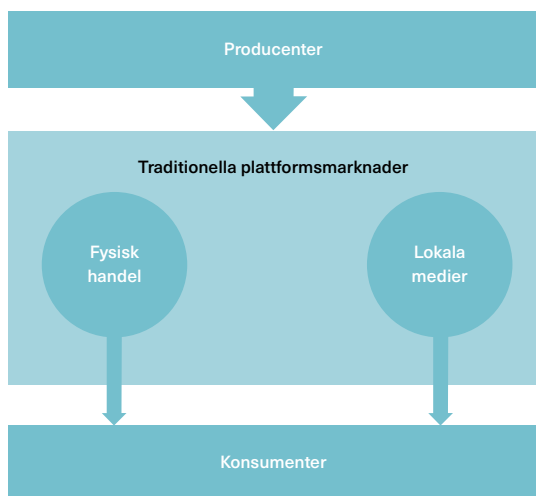 Producenter
Traditionella plattformsmarknader
Fysisk
handel
Lokala
medier
Konsumenter